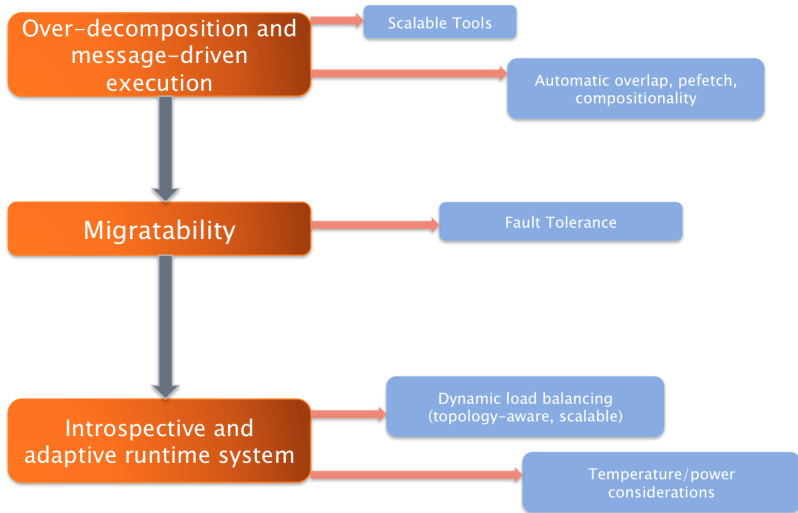 Over-decomposition and
message-driven
execution
Scalable Tools
Automatic overlap, pefetch,
compositionality
Migratability
Fault Tolerance
Introspective and
adaptive runtime system
Dynamic load balancing
(topology-aware, scalable)
Temperature/power
considerations